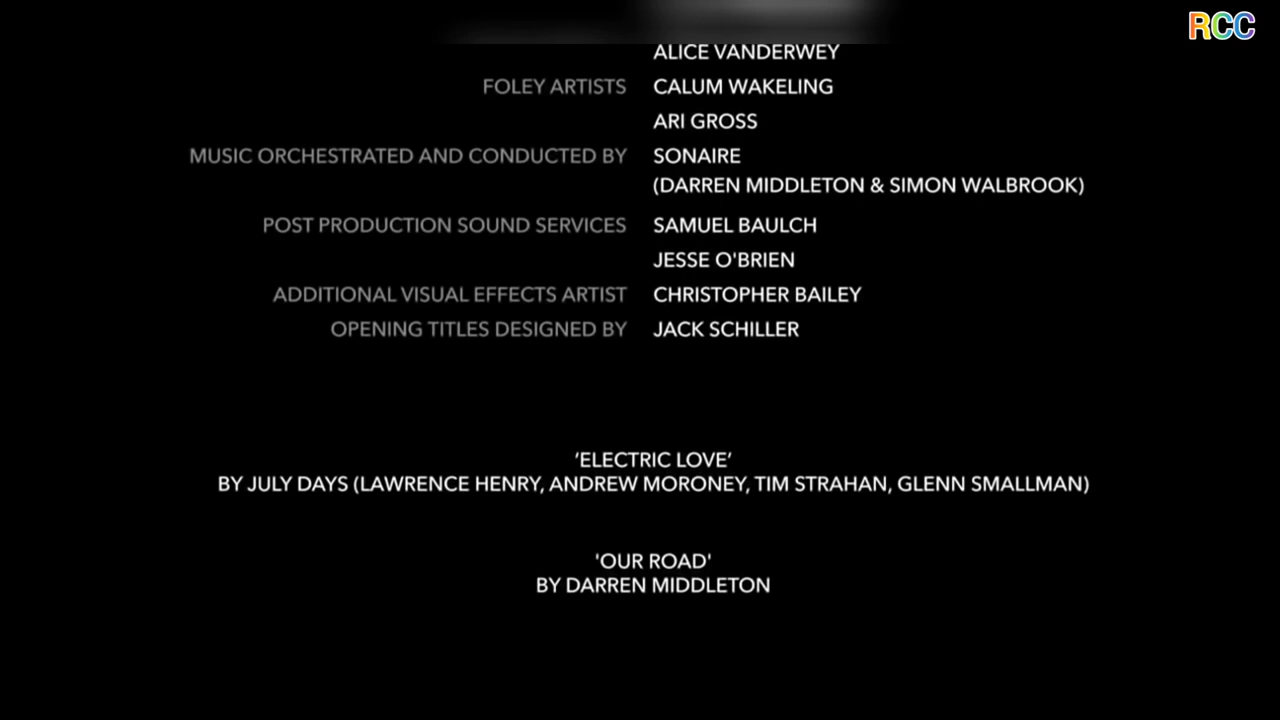 RCC
ALICE VANDERWEY
FOLEY ARTISTS CALUM WAKELING
ARI GROSS
MUSIC ORCHESTRATED AND CONDUCTED BY SONAIRE
(DARREN MIDDLETON & SIMON WALBROOK)
POST PRODUCTION SOUND SERVICES SAMUEL BAULCH
JESSE O'BRIEN
ADDITIONAL VISUAL EFFECTS ARTIST CHRISTOPHER BAILEY
OPENING TITLES DESIGNED BY JACK SCHILLER
‘ELECTRIC LOVE’
BY JULY DAYS (LAWRENCE HENRY, ANDREW MORONEY, TIM STRAHAN, GLENN SMALLMAN)
'OUR ROAD'
BY DARREN MIDDLETON